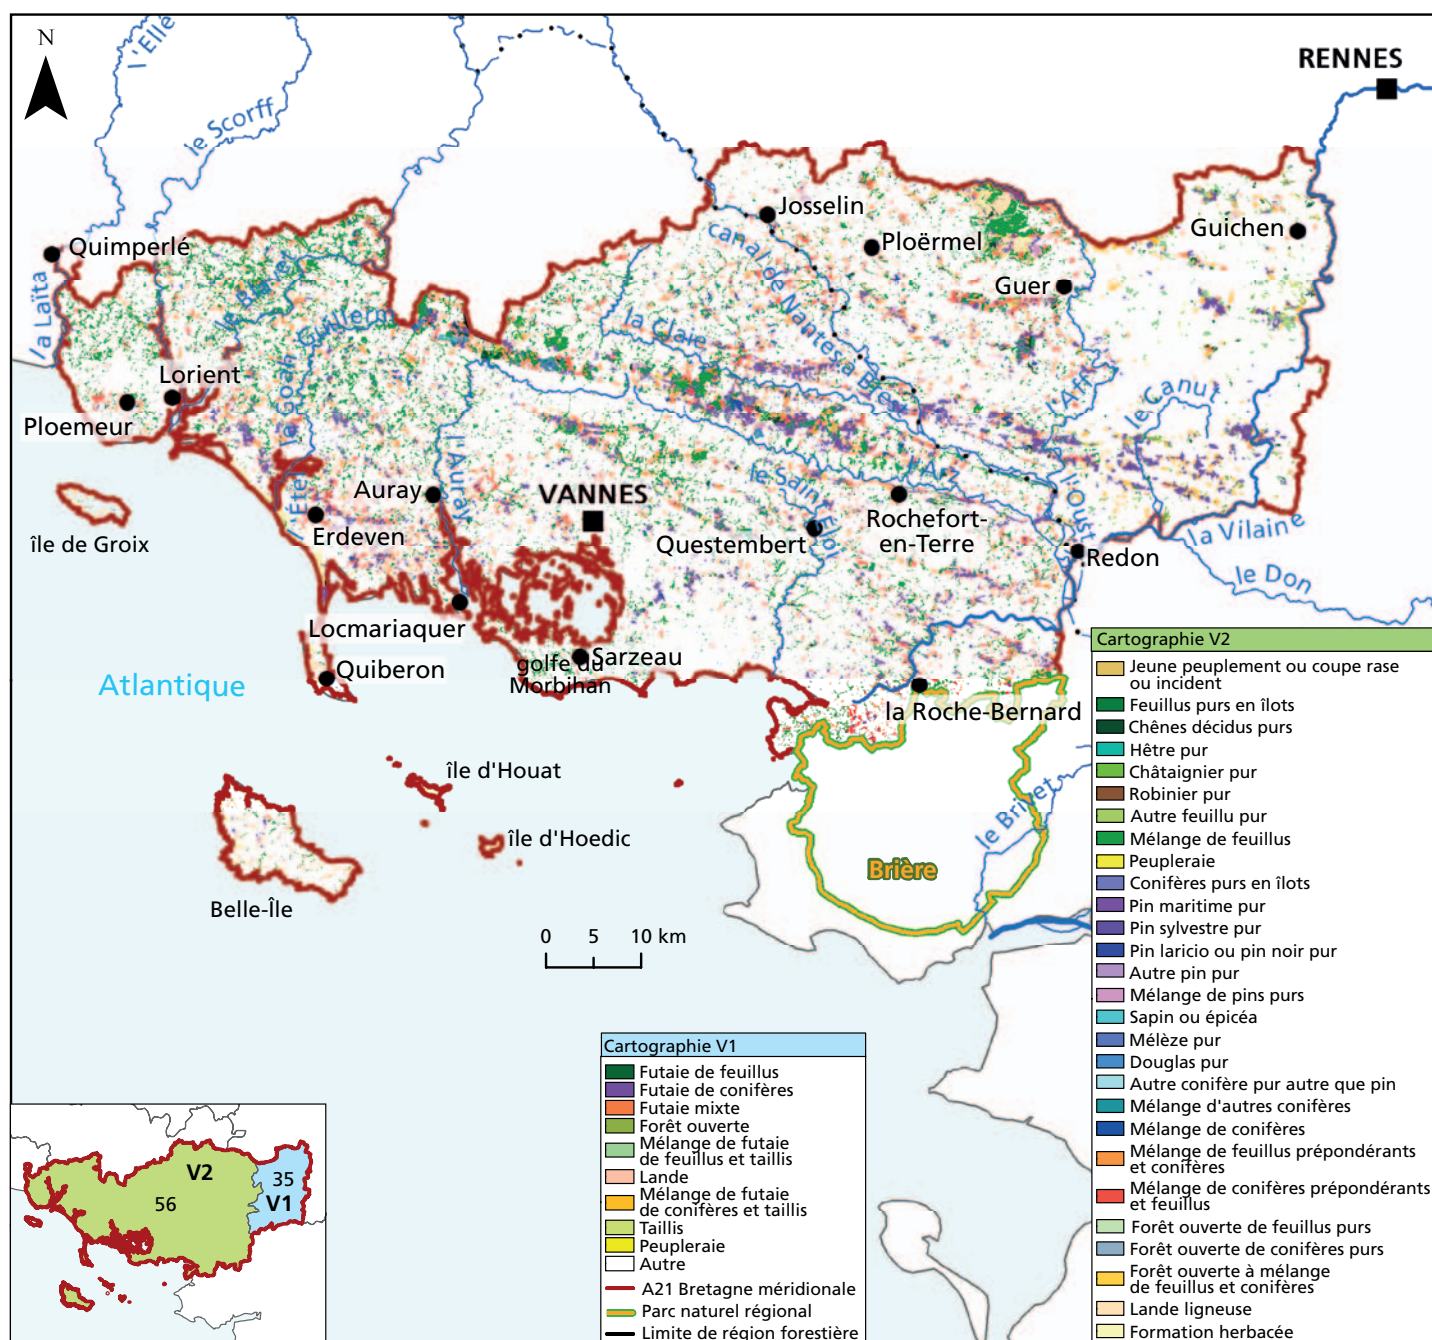 N
RENNES
l'Ellé
le Scorff
Quimperlé
la Laïta
le Blavet
Josselin
Ploërmel
Guichen
Guer
canal de Nantes à Brest
la Claie
Lorient
Ploemeur
la Goah Guillerm
l'Étel
l'Auray
l'Aff
le Canut
Auray
VANNES
le Saint Éloi
l'Arz
l'Oust
Rochefort-
en-Terre
Questembert
Erdeven
île de Groix
Redon
la Vilaine
le Don
Locmariaquer
Quiberon
Sarzeau
golfe du
Morbihan
Atlantique
la Roche-Bernard
île d'Houat
île d'Hoedic
Belle-Île
le Brivet
Brière
0 5 10 km
Cartographie V1
Futaie de feuillus
Futaie de conifères
Futaie mixte
Forêt ouverte
Mélange de futaie
de feuillus et taillis
Lande
Mélange de futaie
de conifères et taillis
Taillis
Peupleraie
Autre
A21 Bretagne méridionale
Parc naturel régional
Limite de région forestière
Cartographie V2
Jeune peuplement ou coupe rase
ou incident
Feuillus purs en îlots
Chênes décidus purs
Hêtre pur
Châtaignier pur
Robinier pur
Autre feuillu pur
Mélange de feuillus
Peupleraie
Conifères purs en îlots
Pin maritime pur
Pin sylvestre pur
Pin laricio ou pin noir pur
Autre pin pur
Mélange de pins purs
Sapin ou épicéa
Mélèze pur
Douglas pur
Autre conifère pur autre que pin
Mélange d'autres conifères
Mélange de conifères
Mélange de feuillus prépondérants
et conifères
Mélange de conifères prépondérants
et feuillus
Forêt ouverte de feuillus purs
Forêt ouverte de conifères purs
Forêt ouverte à mélange
de feuillus et conifères
Lande ligneuse
Formation herbacée
V2
35
V1
56